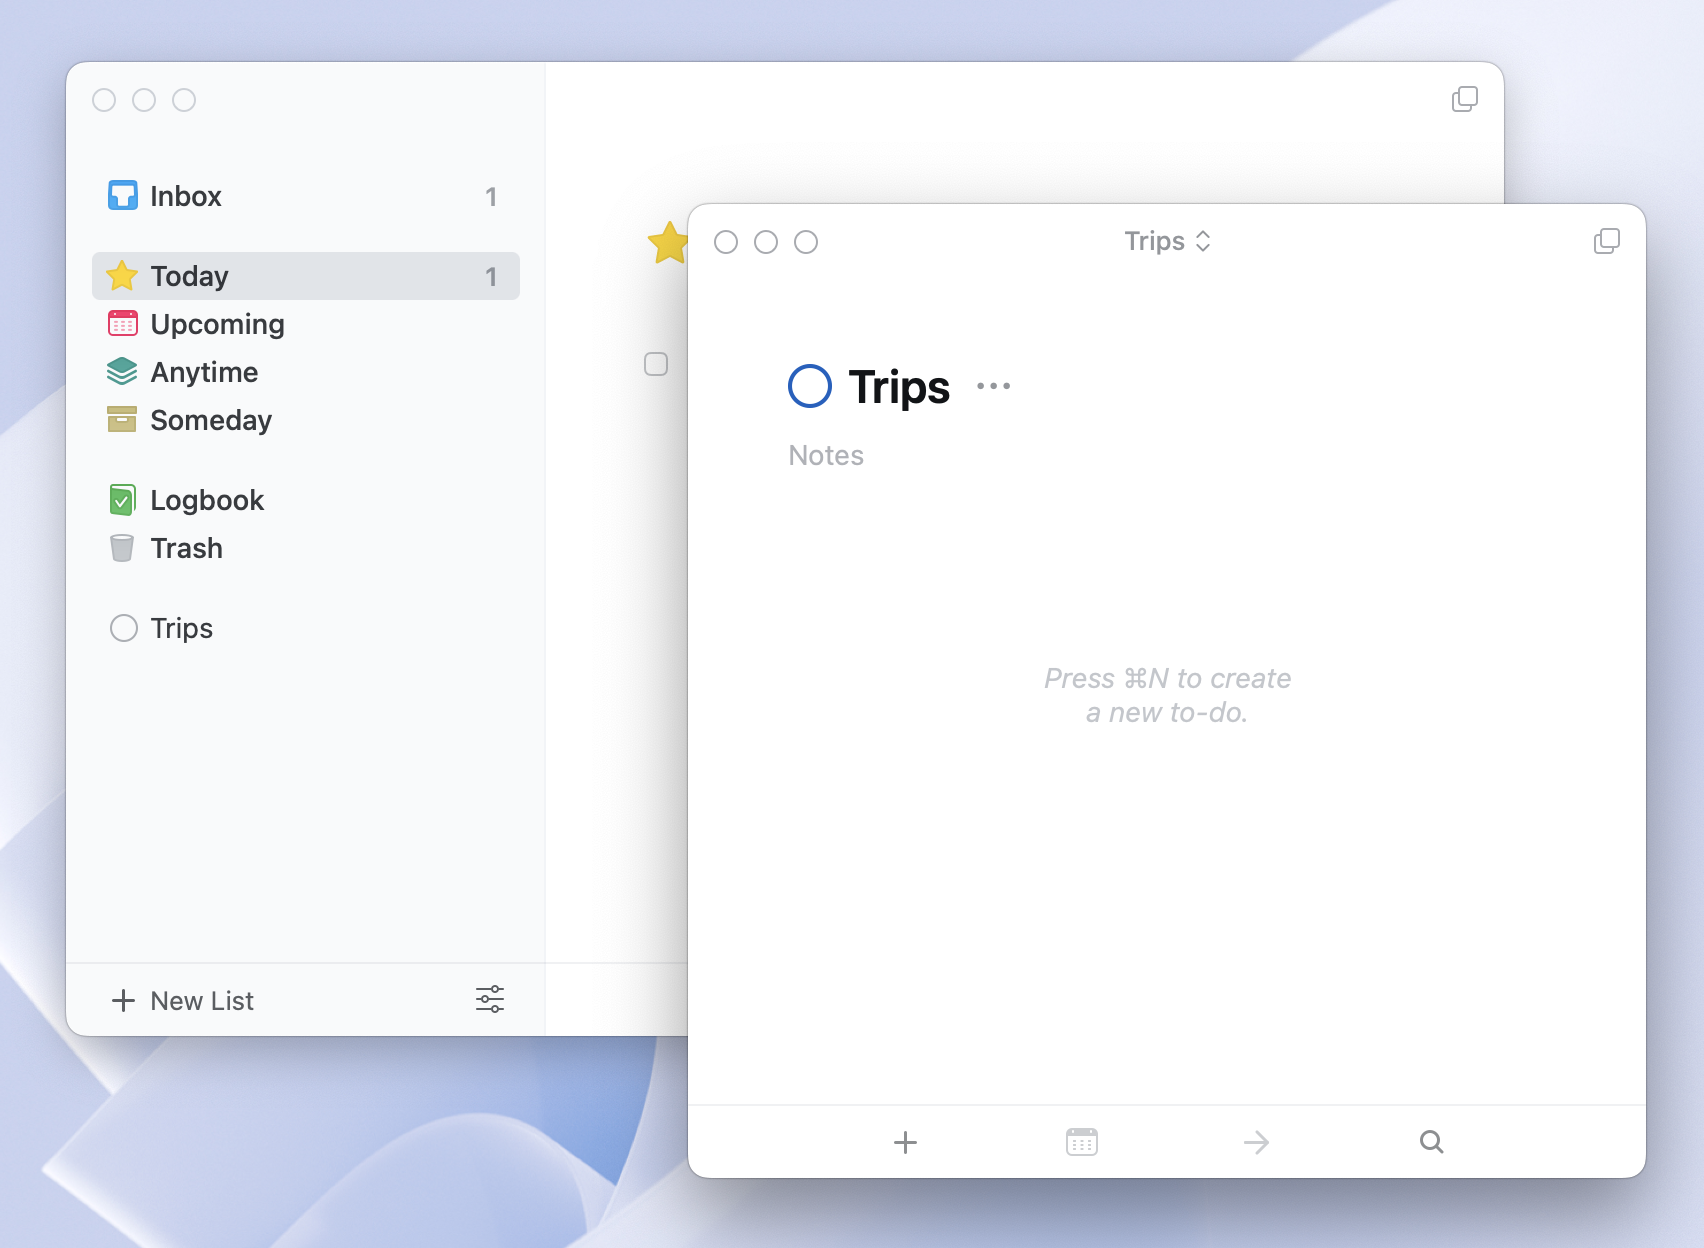 Inbox 1
Today 1
Upcoming
Anytime
Someday
Logbook
Trash
Trips
New List
Trips
Trips
Notes
Press ⌘N to create
a new to-do.